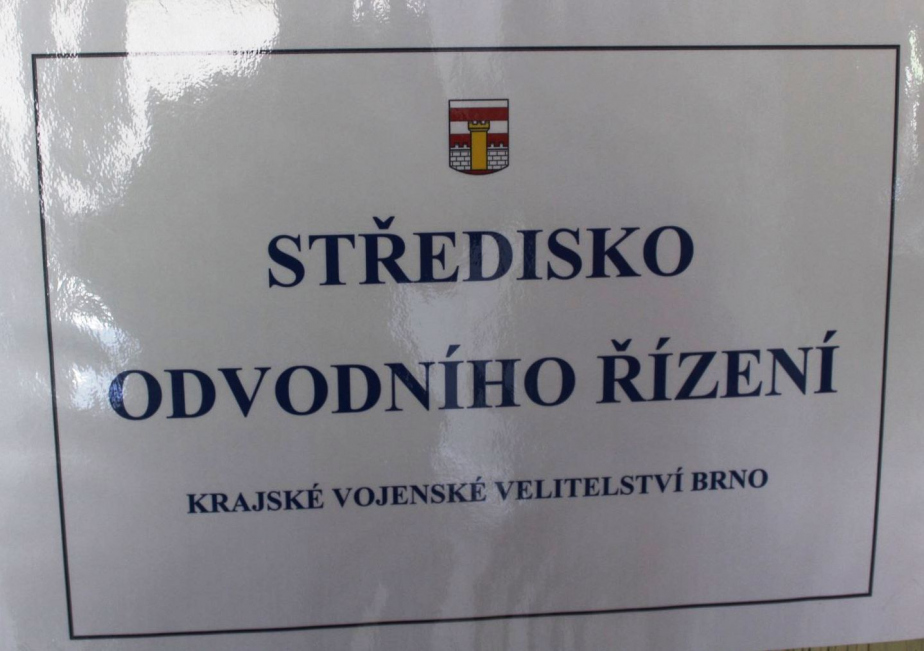 STŘEDISKO
ODVODNÍHO ŘÍZENÍ
KRAJSKÉ VOJENSKÉ VELITELSTVÍ BRNO